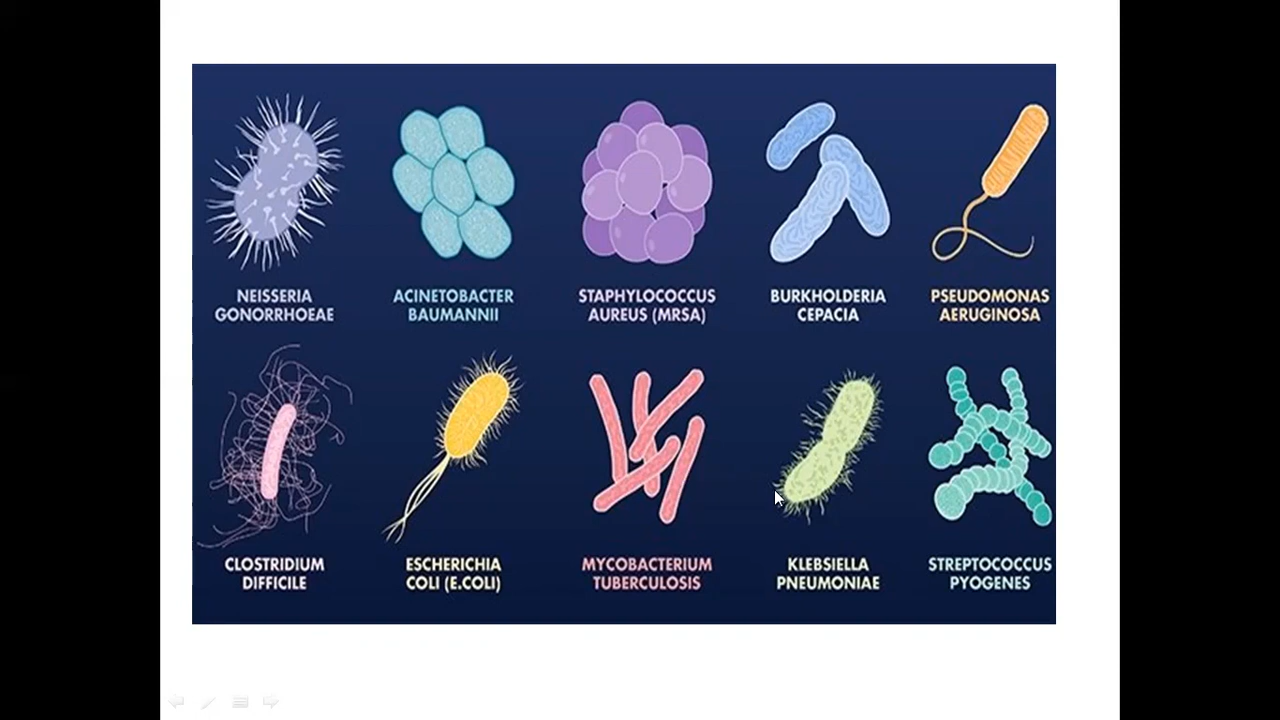 NEISSERIA
GONORRHOEAE
ACINETOBACTER
BAUMANNII
STAPHYLOCOCCUS
AUREUS (MRSA)
BURKHOLDERIA
CEPACIA
PSEUDOMONAS
AERUGINOSA
CLOSTRIDIUM
DIFFICILE
ESCHERICHIA
COLI (E.COLI)
MYCOBACTERIUM
TUBERCULOSIS
KLEBSIELLA
PNEUMONIAE
STREPTOCOCCUS
PYOGENES